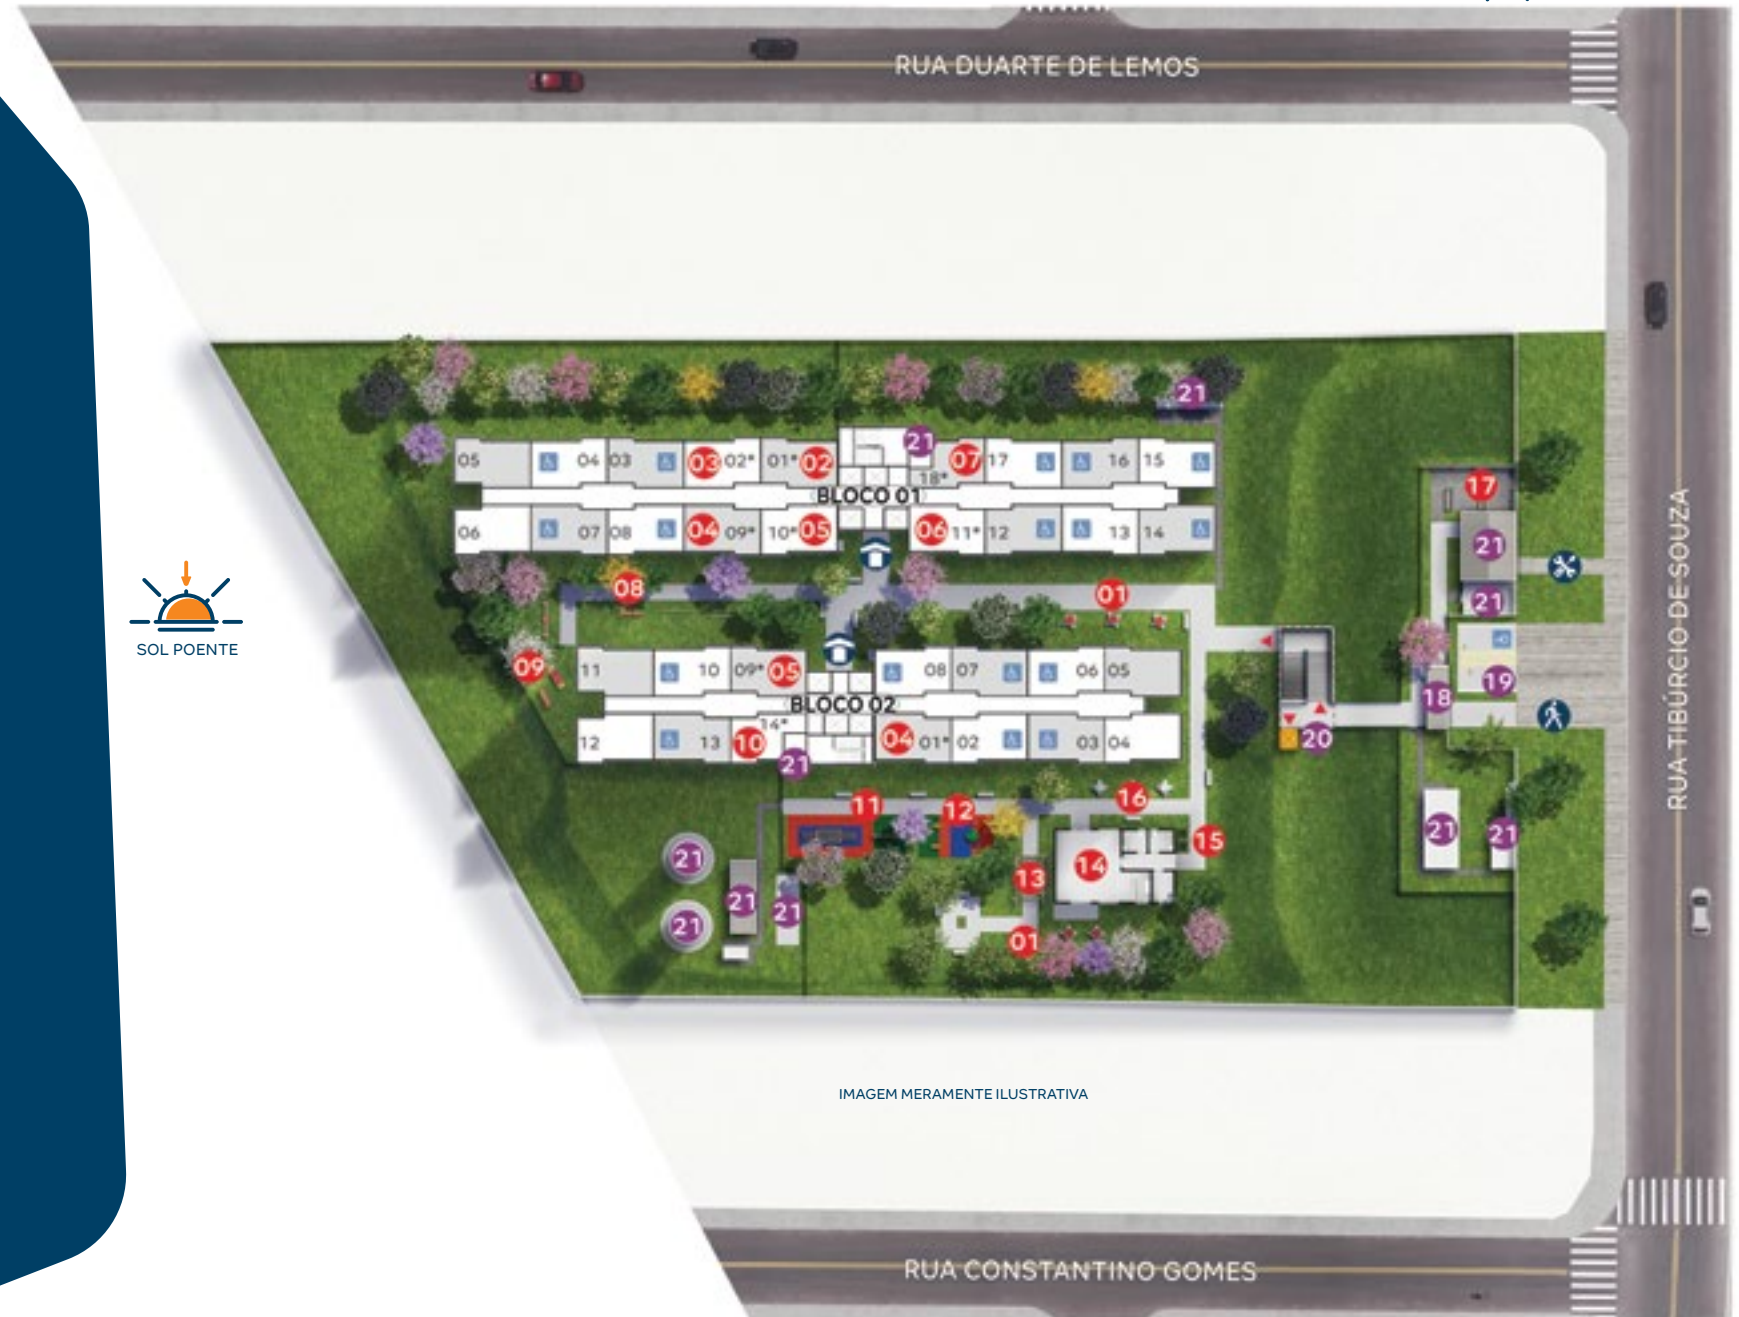 RUA DUARTE DE LEMOS
21
05 04 03 03 02* 01* 02 21 18* 07 17 16 15
BLOCO 01
06 07 08 04 09* 10* 05 06 11* 12 13 14
17
21
21
08
01
SOL POENTE
09
11 10 09* 05 08 07 06 05
BLOCO 02
12 13 10 14* 21 04 01* 02 03 04
19
18
20
RUA TIBÚRCIO DE SOUZA
11 12 16
21 21
15
14
13
21
21
21
21
01
IMAGEM MERAMENTE ILUSTRATIVA
RUA CONSTANTINO GOMES